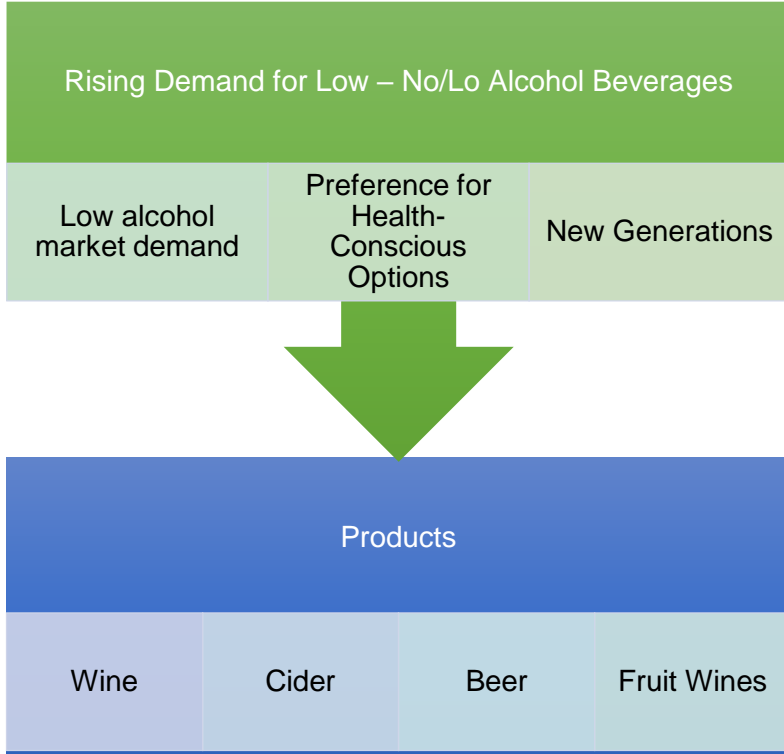 Rising Demand for Low – No/Lo Alcohol Beverages
Low alcohol
market demand
Preference for
Health-
Conscious
Options
New Generations
Products
Wine
Cider
Beer
Fruit Wines